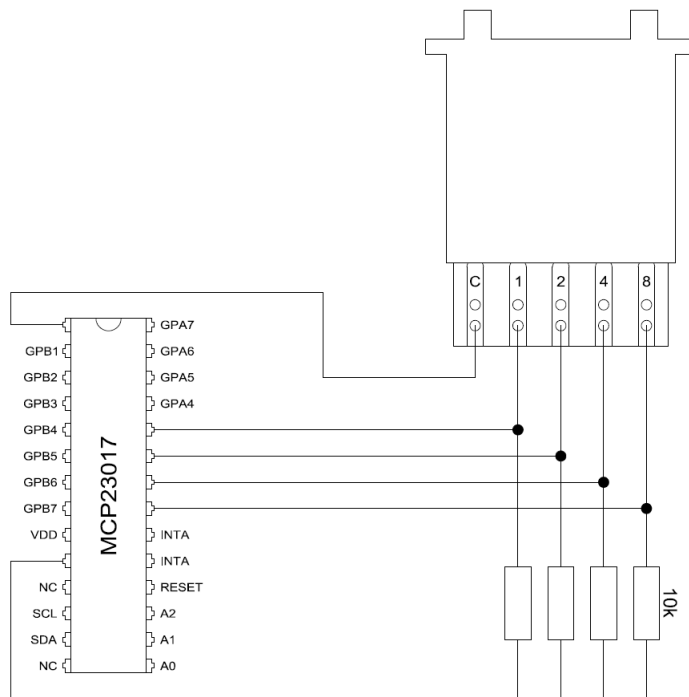 C 1 2 4 8
GPA7
GPB1 GPA6
GPB2 GPA5
GPB3 GPA4
GPB4
GPB5
GPB6
GPB7
VDD INTA
INTA
NC RESET
SCL A2
SDA A1
NC A0
MCP23017
10k